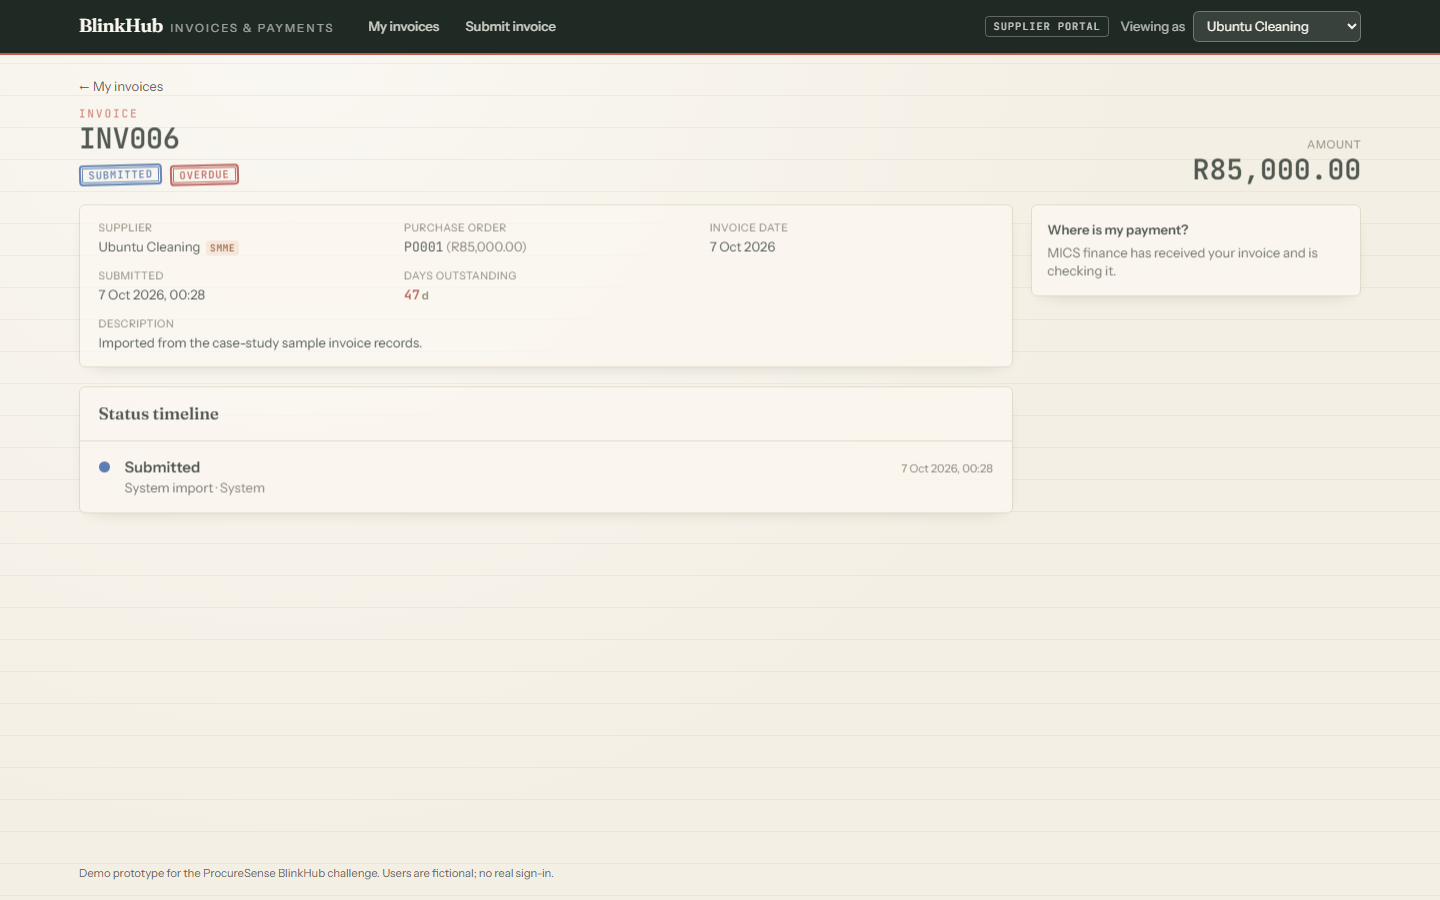 BlinkHub INVOICES & PAYMENTS My invoices Submit invoice SUPPLIER PORTAL Viewing as Ubuntu Cleaning
← My invoices
INVOICE
INV006
SUBMITTED OVERDUE
AMOUNT
R85,000.00
SUPPLIER PURCHASE ORDER INVOICE DATE
Ubuntu Cleaning SMME PO001 (R85,000.00) 7 Oct 2026
SUBMITTED DAYS OUTSTANDING
7 Oct 2026, 00:28 47 d
DESCRIPTION
Imported from the case-study sample invoice records.
Where is my payment?
MICS finance has received your invoice and is
checking it.
Status timeline
Submitted 7 Oct 2026, 00:28
System import · System
Demo prototype for the ProcureSense BlinkHub challenge. Users are fictional; no real sign-in.